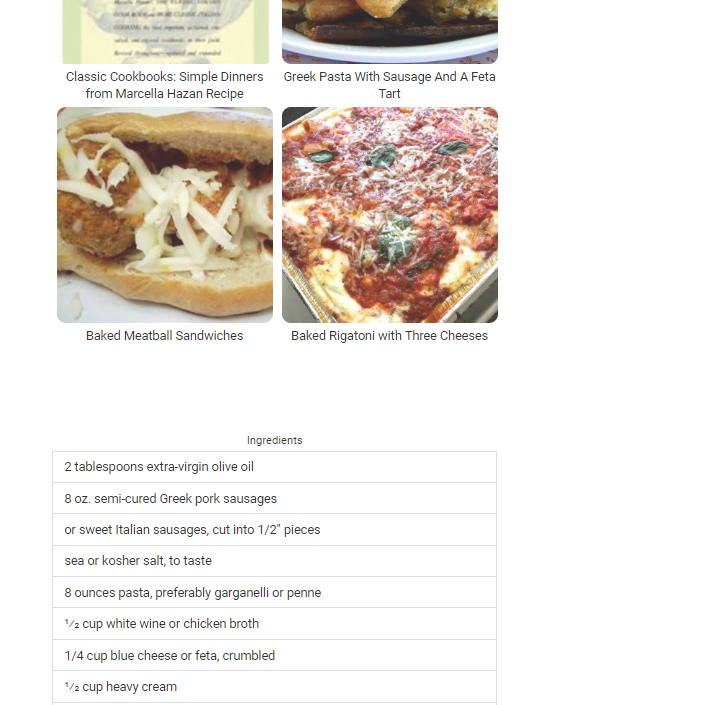 Classic Cookbooks: Simple Dinners
from Marcella Hazan Recipe
Greek Pasta With Sausage And A Feta
Tart
Baked Meatball Sandwiches
Baked Rigatoni with Three Cheeses
Ingredients
2 tablespoons extra-virgin olive oil
8 oz. semi-cured Greek pork sausages
or sweet Italian sausages, cut into 1/2" pieces
sea or kosher salt, to taste
8 ounces pasta, preferably garganelli or penne
¹⁄₂ cup white wine or chicken broth
1/4 cup blue cheese or feta, crumbled
¹⁄₂ cup heavy cream